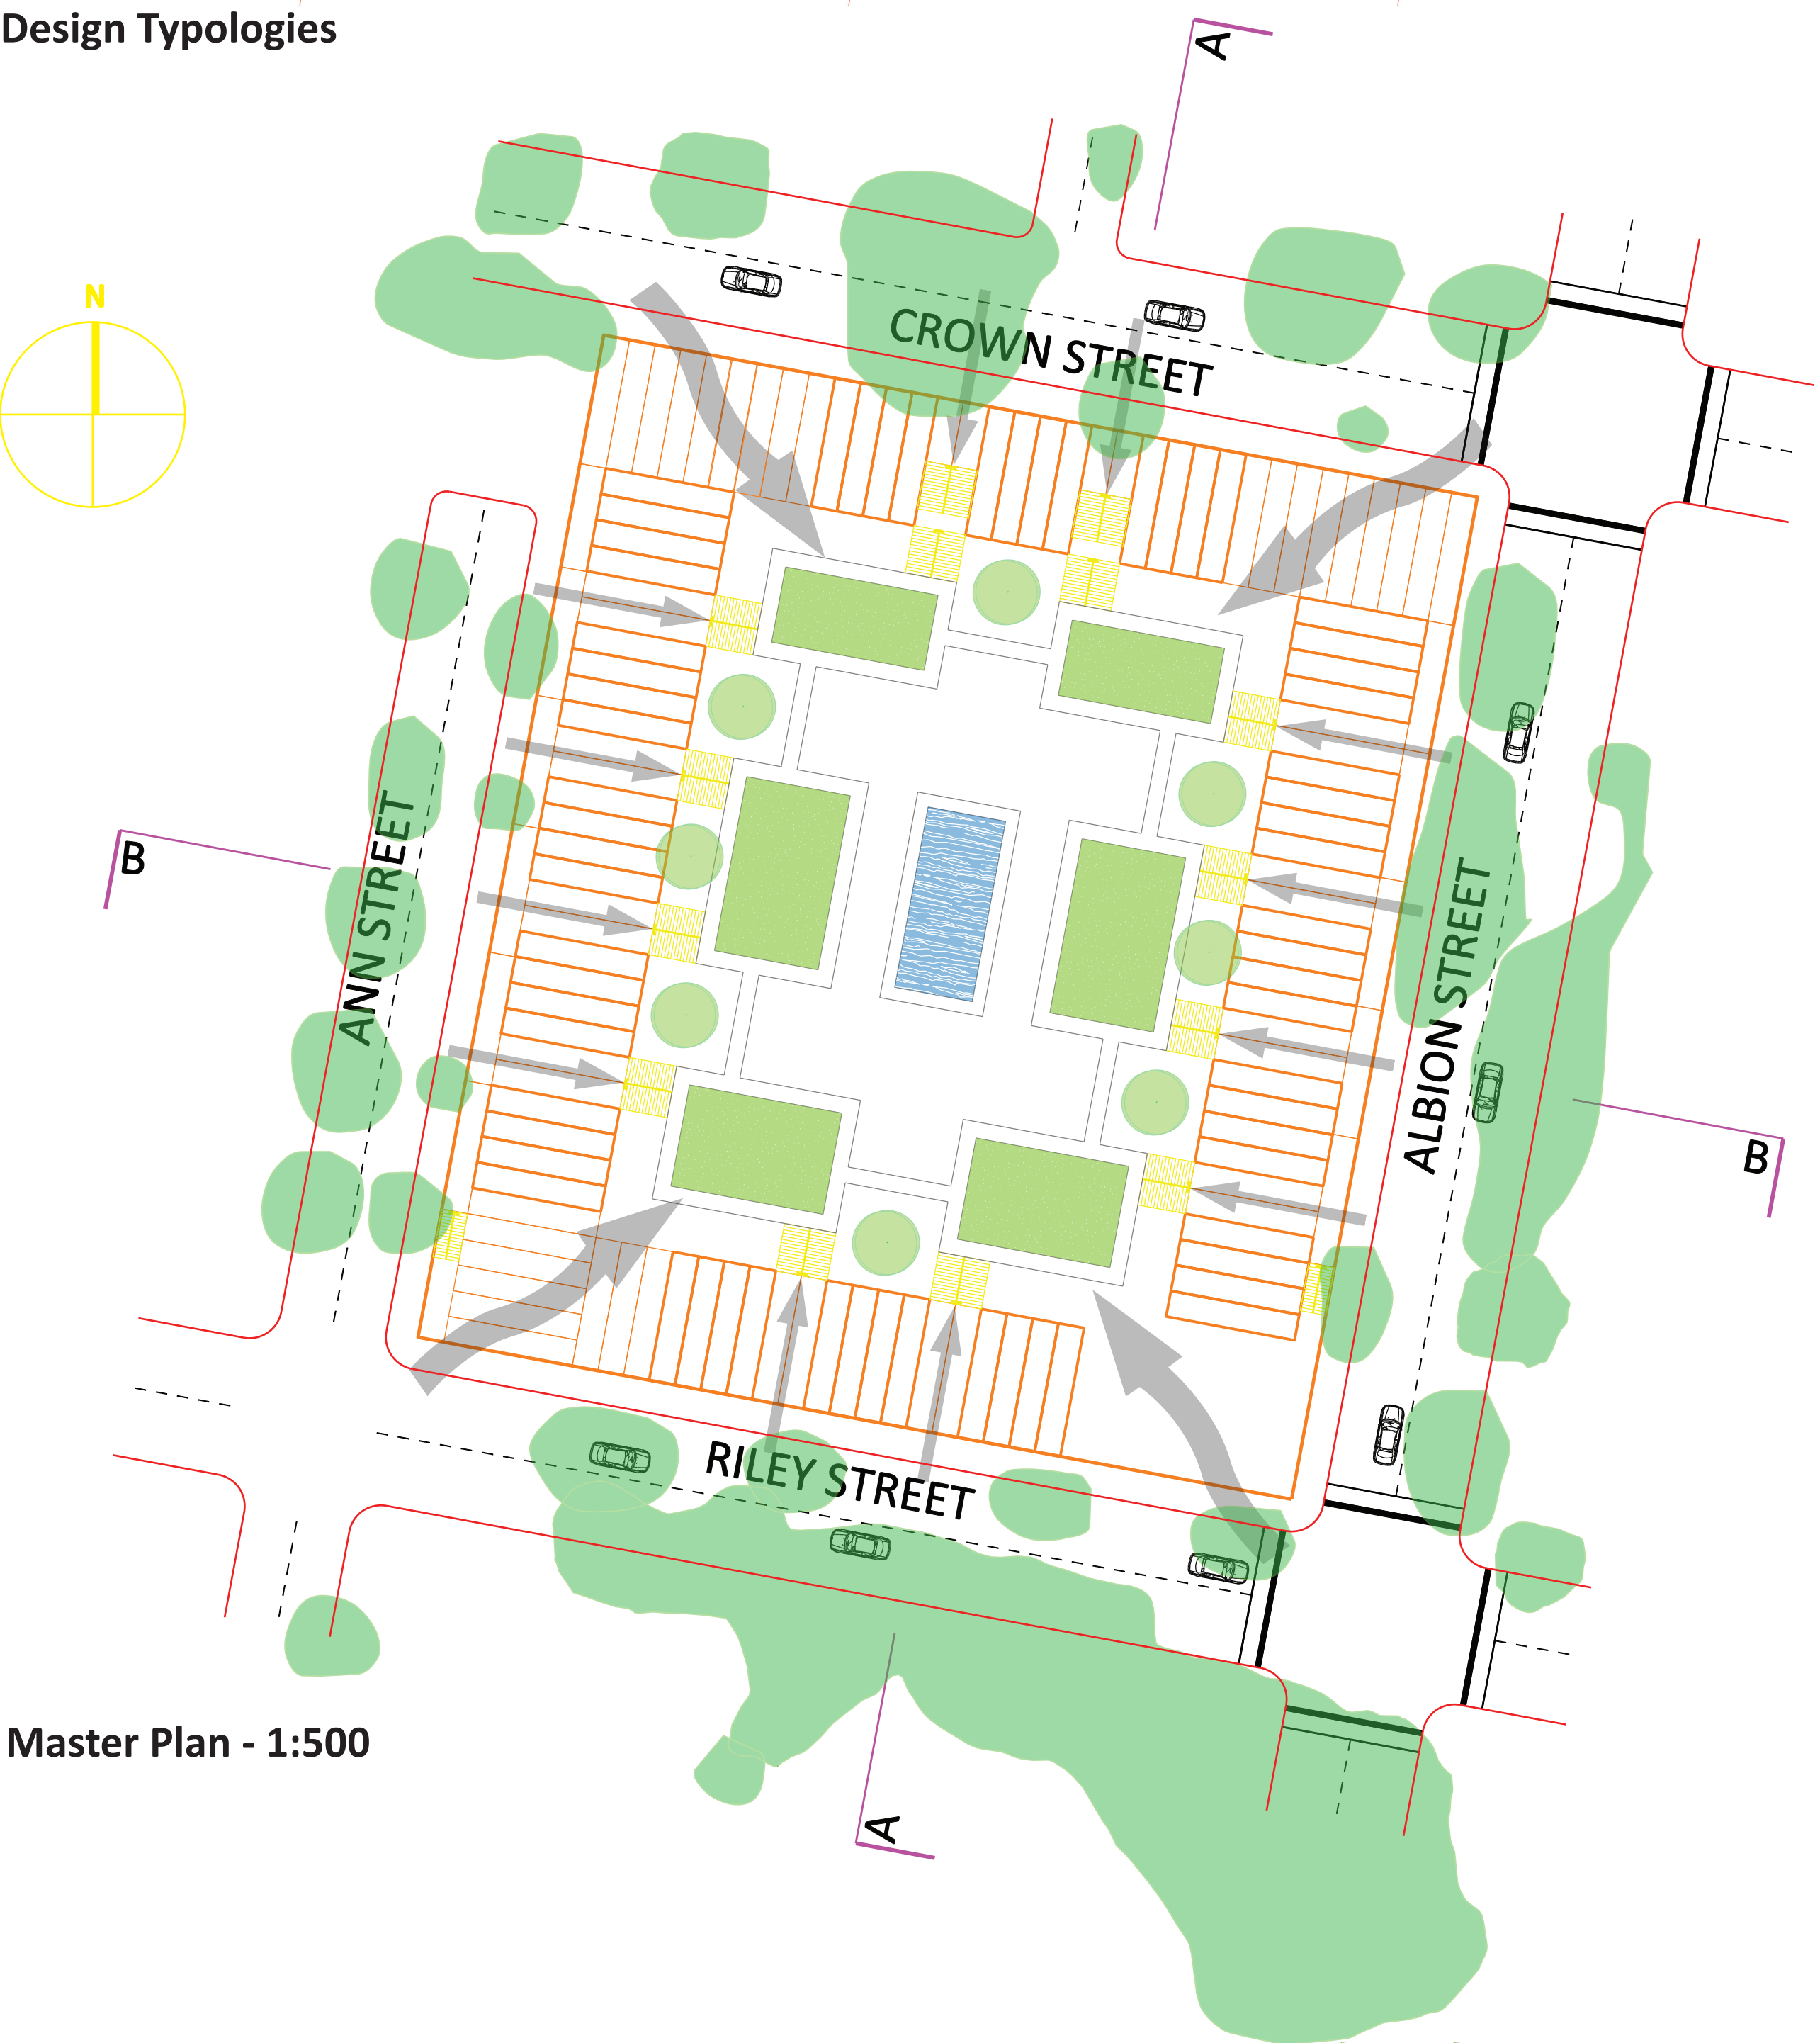 Design Typologies
A
N
CROWN STREET
B
ANN STREET
ALBION STREET
B
RILEY STREET
Master Plan - 1:500
A